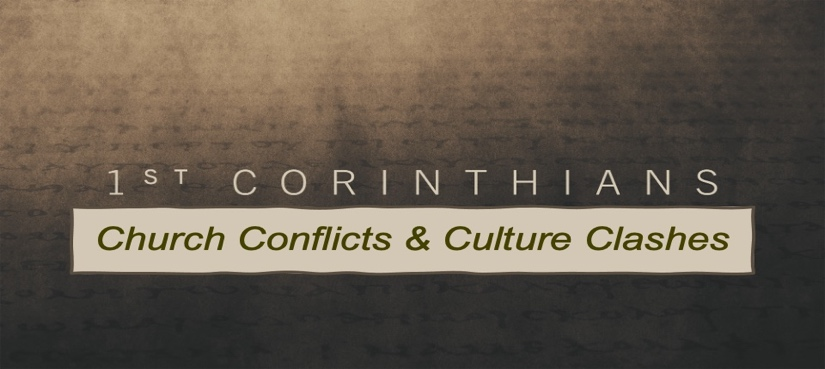 1ST CORINTHIANS
Church Conflicts & Culture Clashes